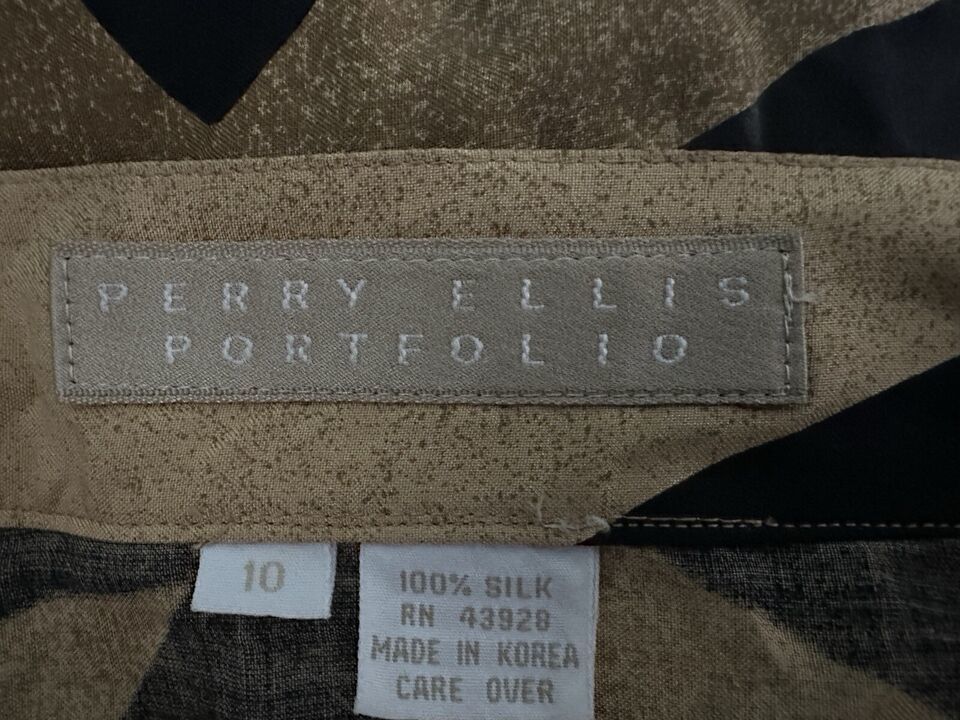 PERRY ELLIS
PORTFOLIO
10
100% SILK
RN 43928
MADE IN KOREA
CARE OVER